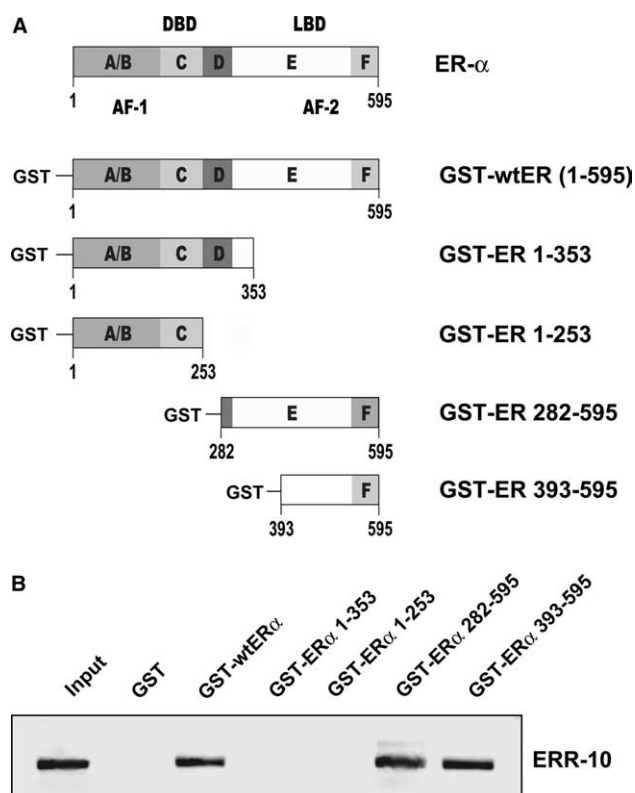 A
DBD LBD
A/B C D E F ER-α
1 595
AF-1 AF-2
GST A/B C D E F GST-wtER (1-595)
1 595
GST A/B C D GST-ER 1-353
1 353
GST A/B C GST-ER 1-253
1 253
GST E F GST-ER 282-595
282 595
GST F GST-ER 393-595
393 595
B
Input GST GST-wtERα GST-ERα 1-353 GST-ERα 1-253 GST-ERα 282-595 GST-ERα 393-595
ERR-10